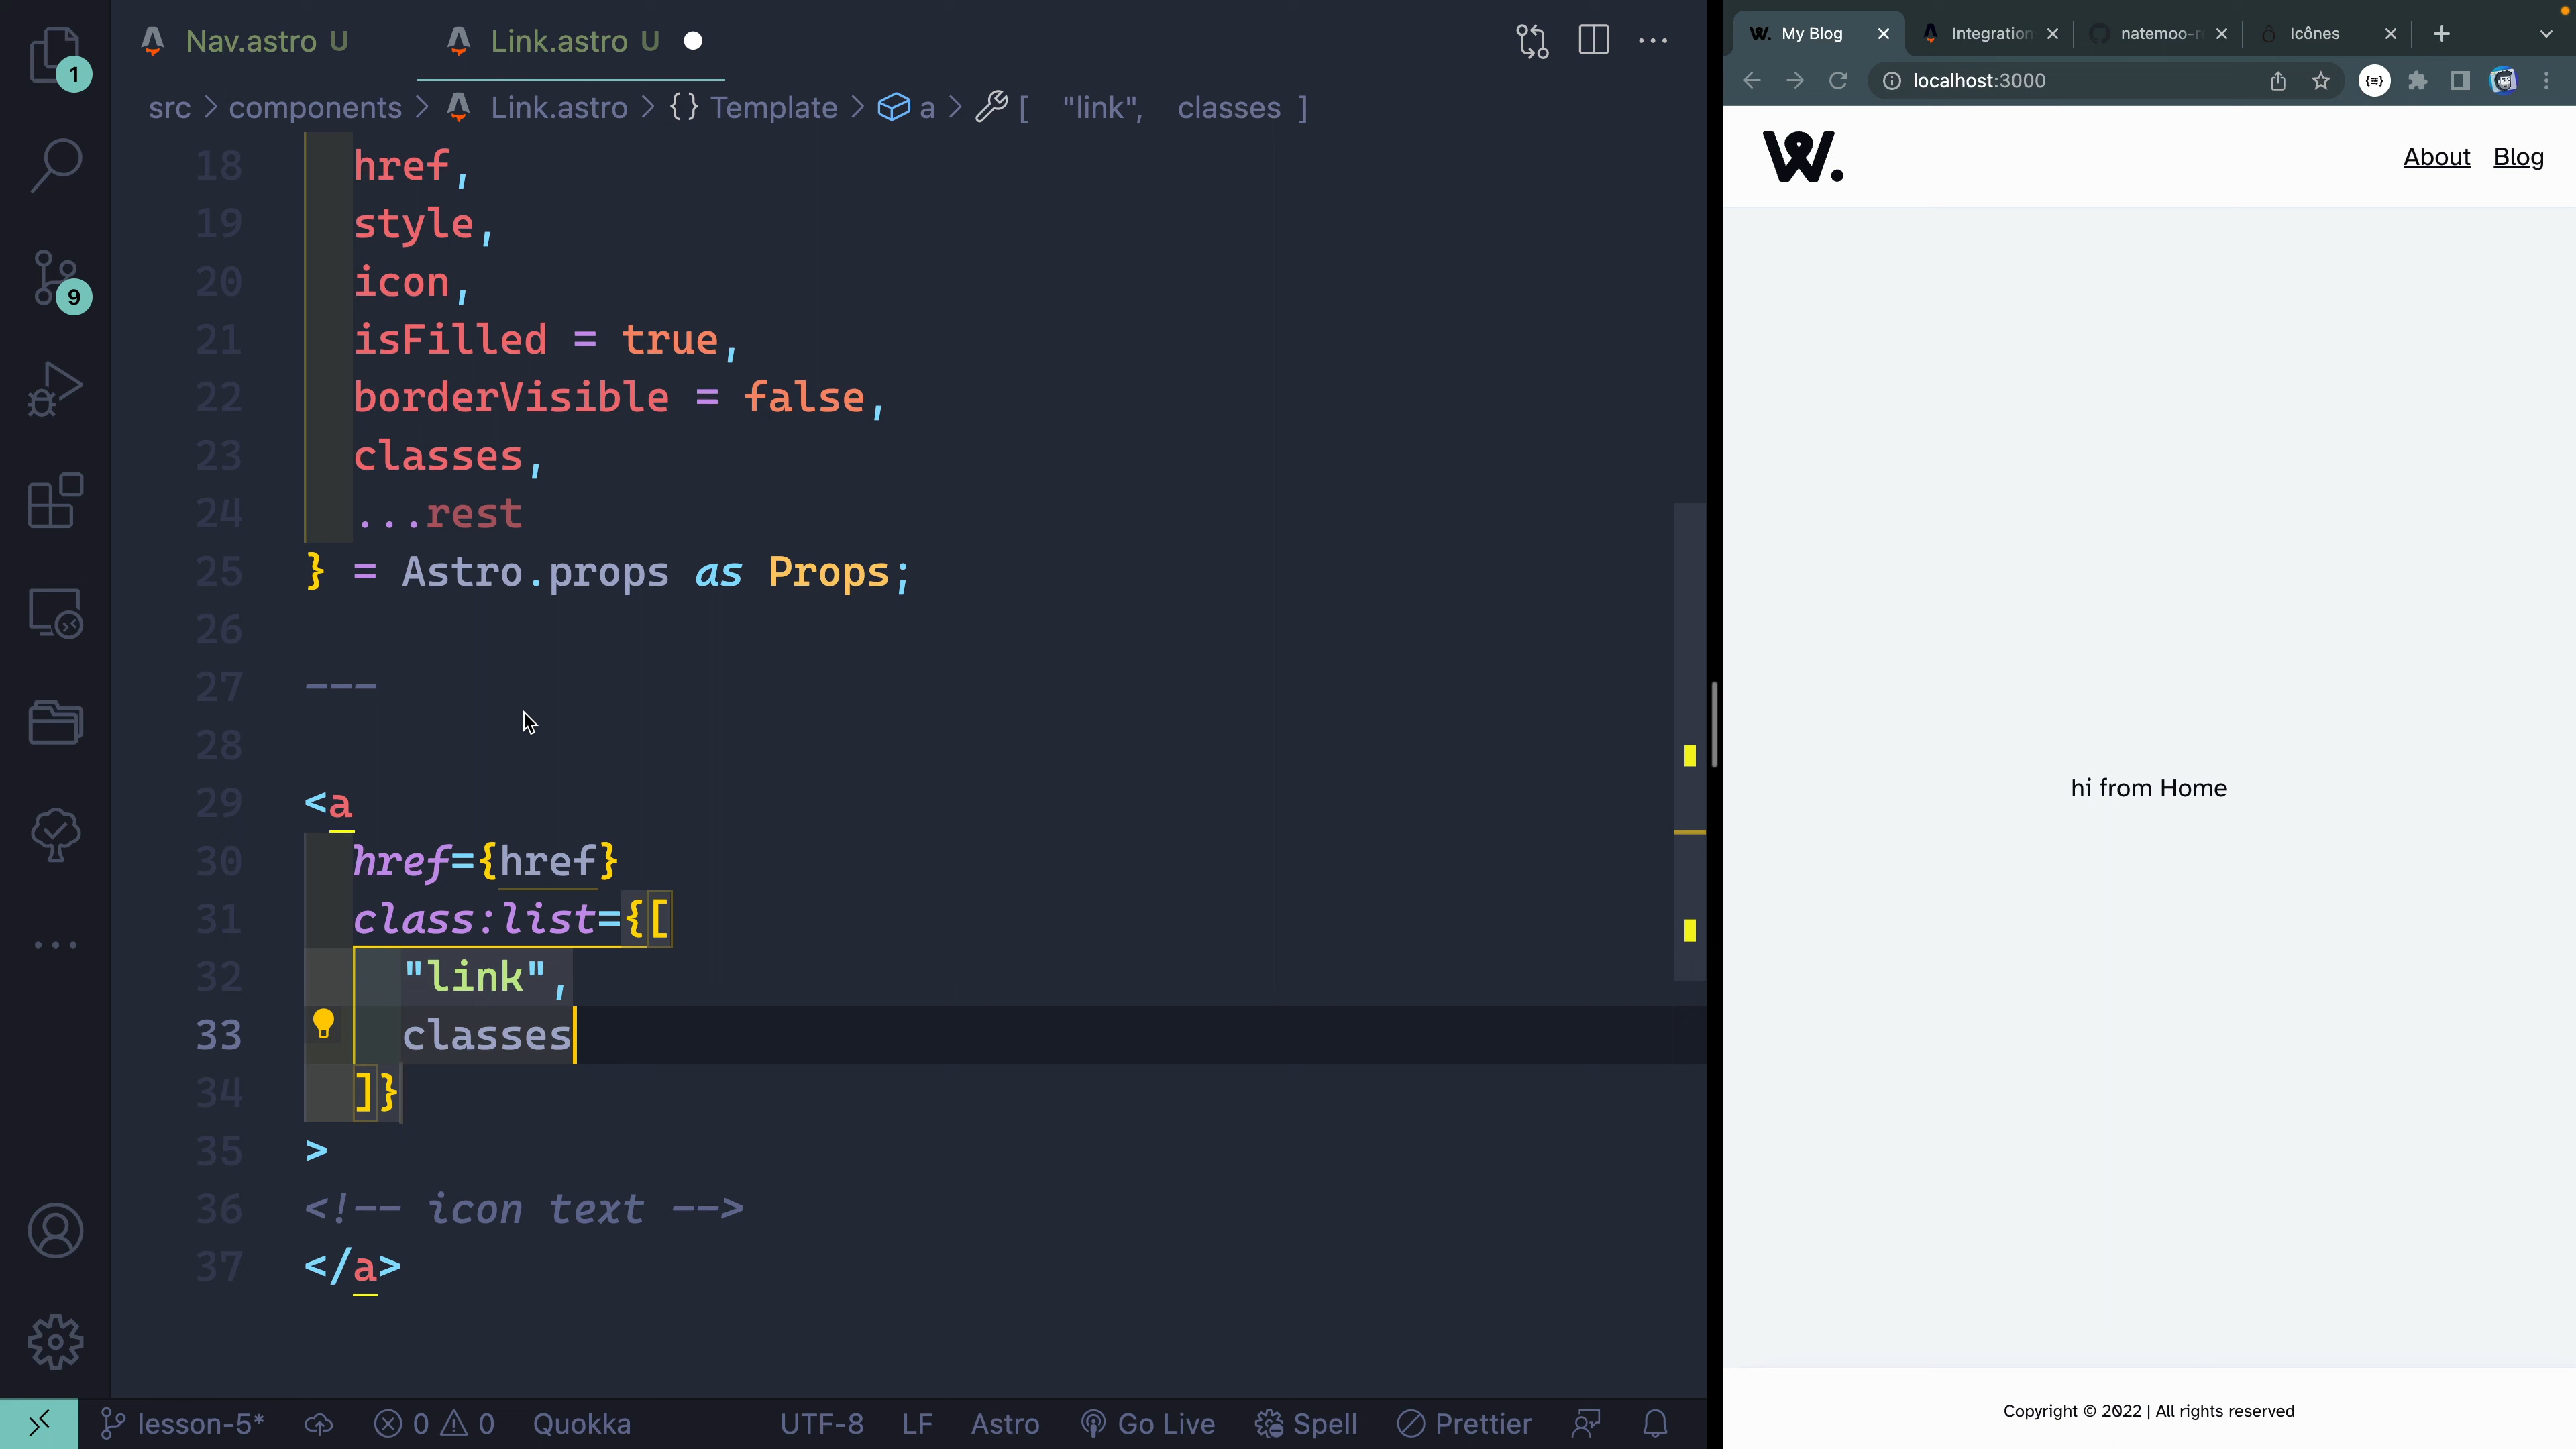 Nav.astro U
Link.astro U
src > components > Link.astro > {} Template > a > [ "link", classes ]
18 href,
19 style,
20 icon,
21 isFilled = true,
22 borderVisible = false,
23 classes,
24 ...rest
25 } = Astro.props as Props;
26
27 ---
28
29 <a
30 href={href}
31 class:list={[
32 "link",
33 classes
34 ]}
35 >
36 <!-- icon text -->
37 </a>
1
9
lesson-5* 0 0 Quokka UTF-8 LF Astro Go Live Spell Prettier
My Blog
Integration
natemoo-r
Icônes
localhost:3000
{≡}
W.
About Blog
hi from Home
Copyright © 2022 | All rights reserved